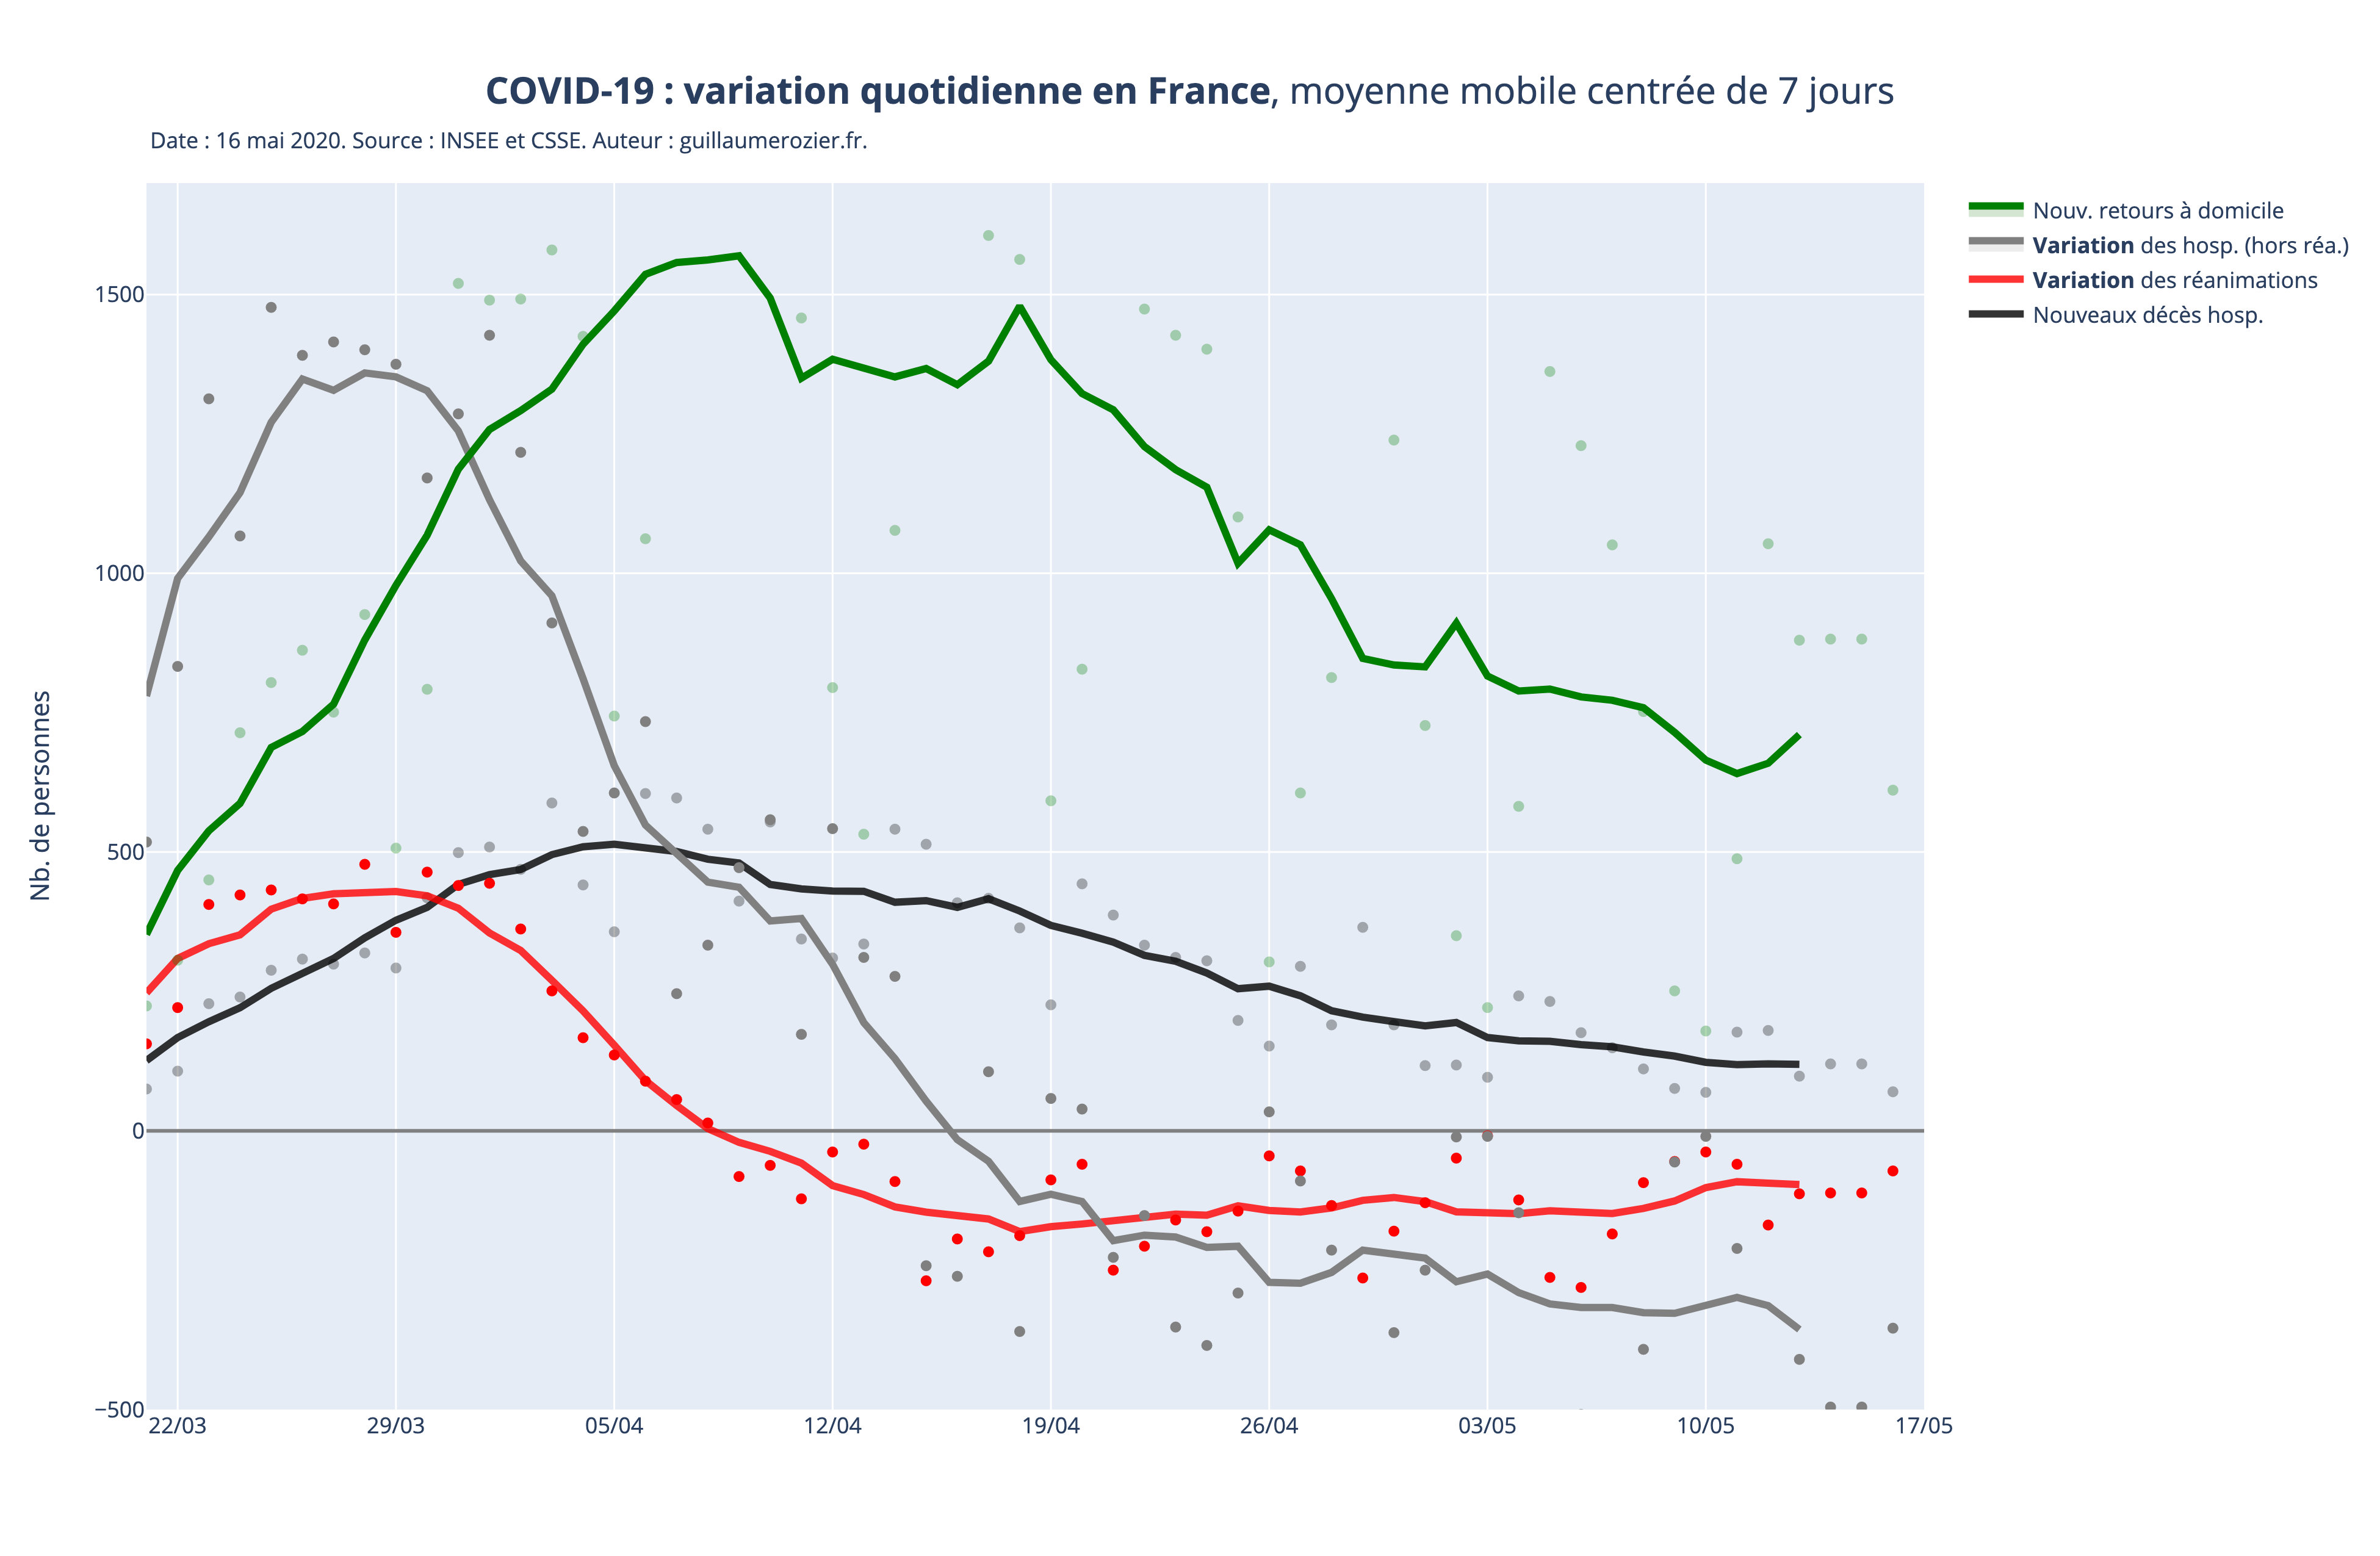 COVID-19 : variation quotidienne en France, moyenne mobile centrée de 7 jours
Date : 16 mai 2020. Source : INSEE et CSSE. Auteur : guillaumerozier.fr.
Nouv. retours à domicile
Variation des hosp. (hors réa.)
Variation des réanimations
Nouveaux décès hosp.
Nb. de personnes
1500
1000
500
0
−500
22/03
29/03
05/04
12/04
19/04
26/04
03/05
10/05
17/05